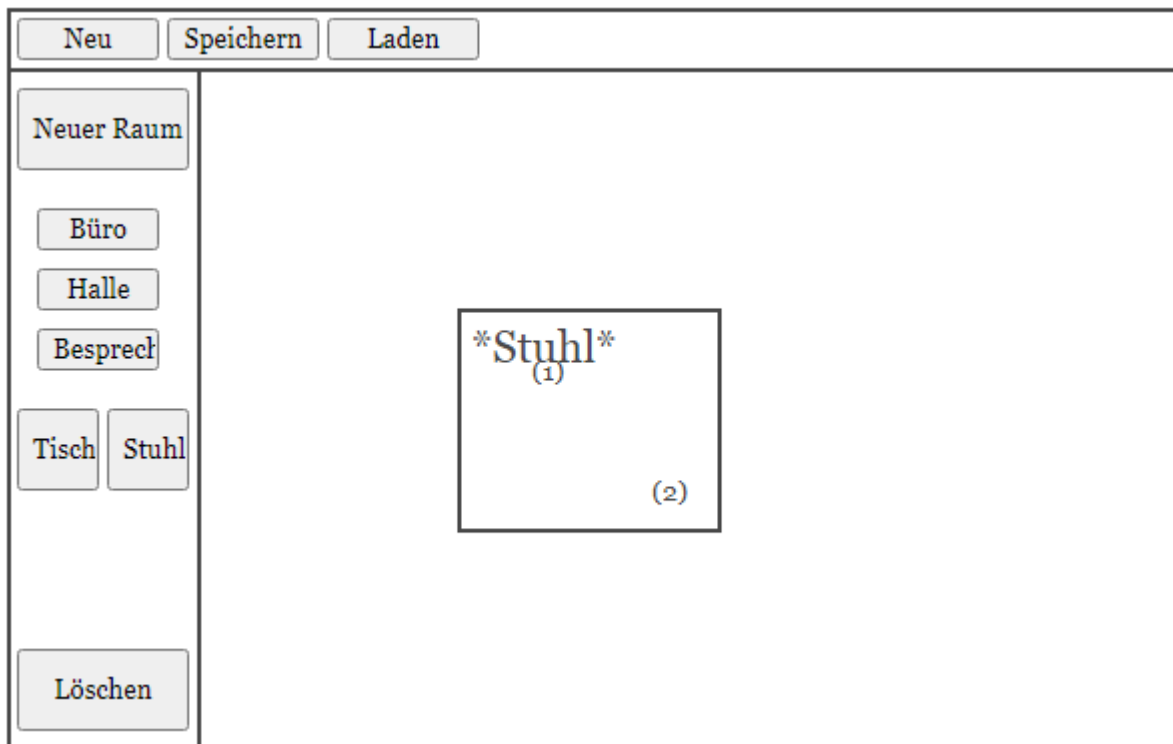 Neu Speichern Laden
Neuer Raum
Büro
Halle
Besprech
Tisch Stuhl
Löschen
*Stuhl*
(1)
(2)